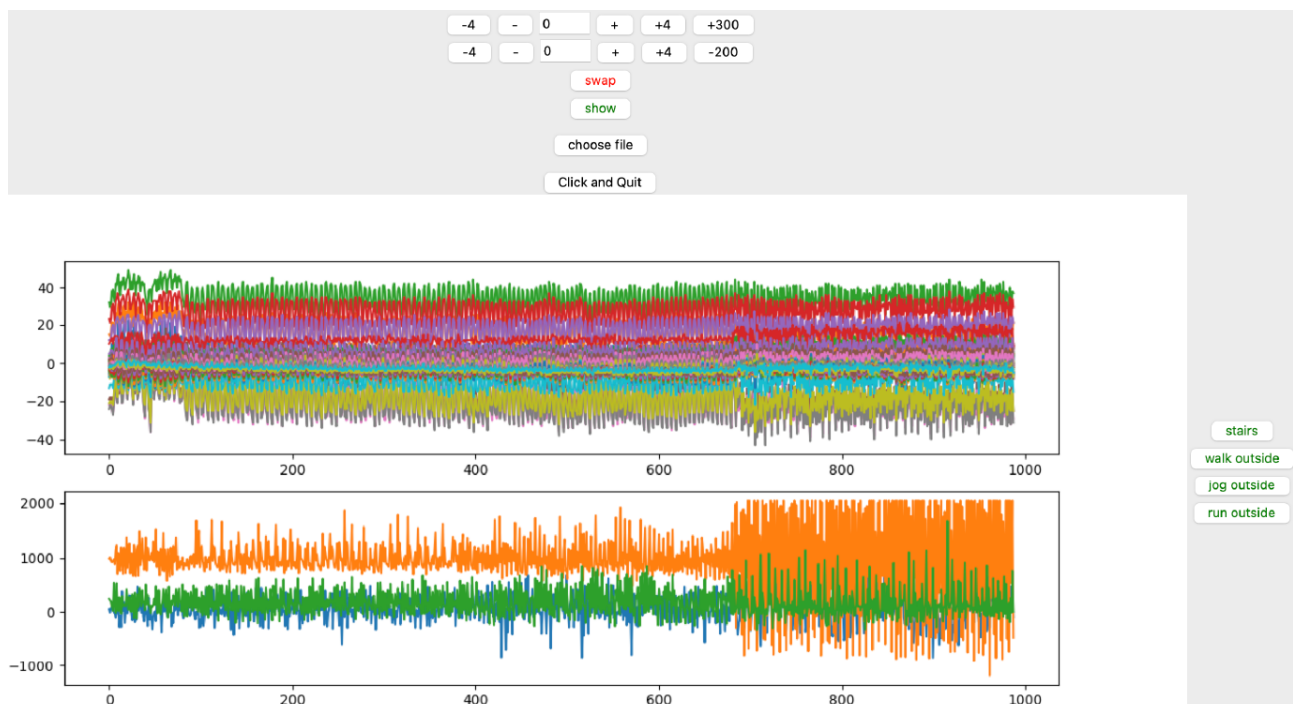 -4 - 0 + +4 +300
-4 - 0 + +4 -200
swap
show
choose file
Click and Quit
40
20
0
−20
−40
0 200 400 600 800 1000
stairs
walk outside
jog outside
run outside
2000
1000
0
−1000
0 200 400 600 800 1000